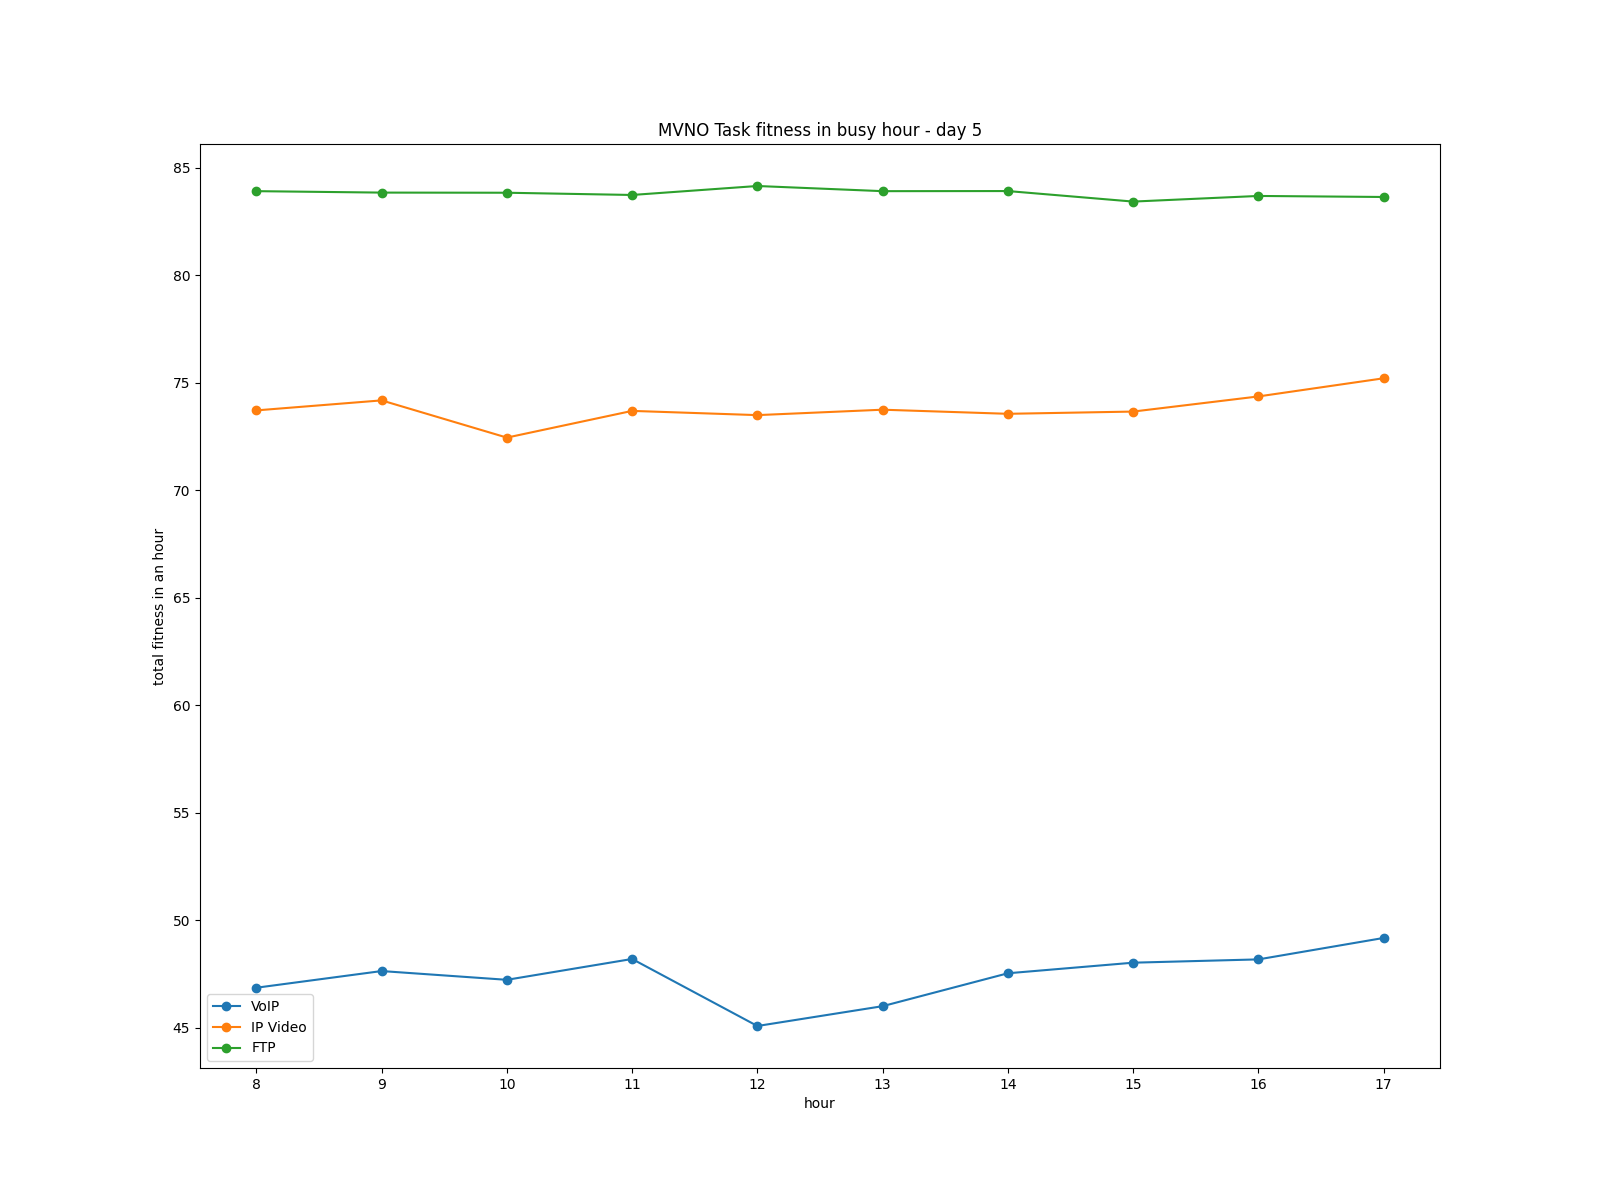 MVNO Task fitness in busy hour - day 5
85
80
75
70
65
60
55
50
45
total fitness in an hour
VoIP
IP Video
FTP
8 9 10 11 12 13 14 15 16 17
hour